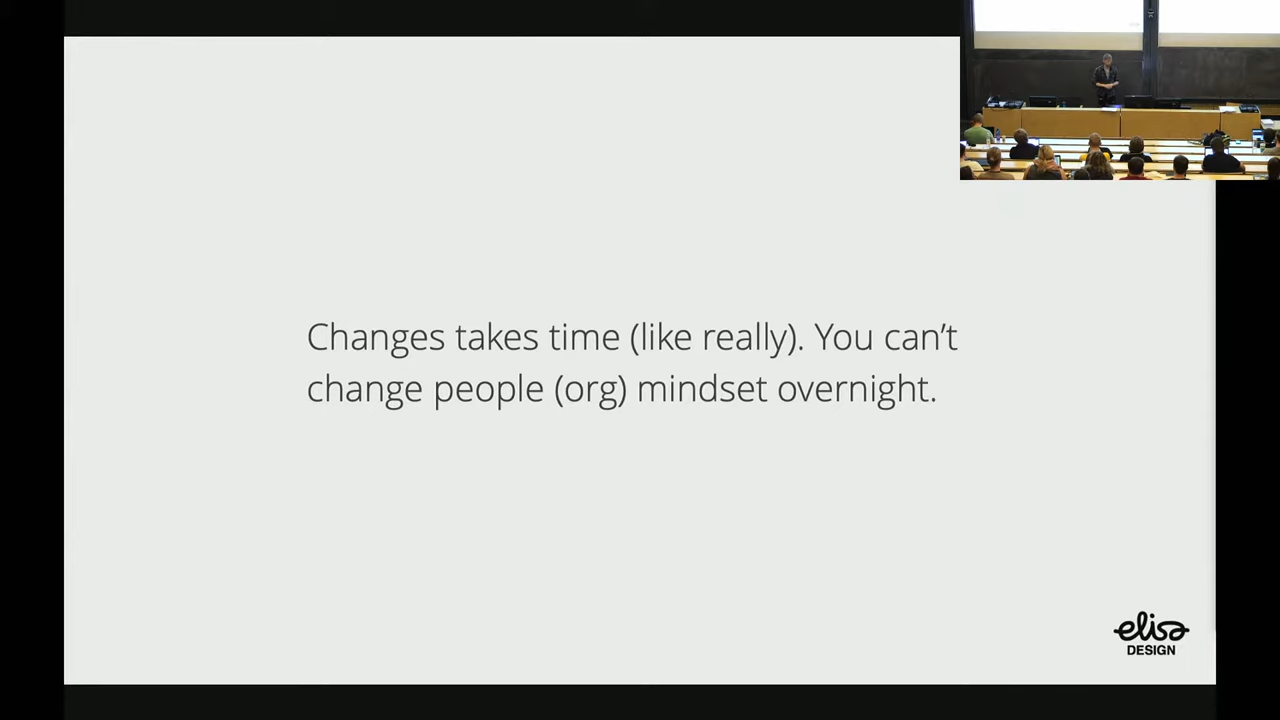 Changes takes time (like really). You can’t
change people (org) mindset overnight.
elisa
DESIGN